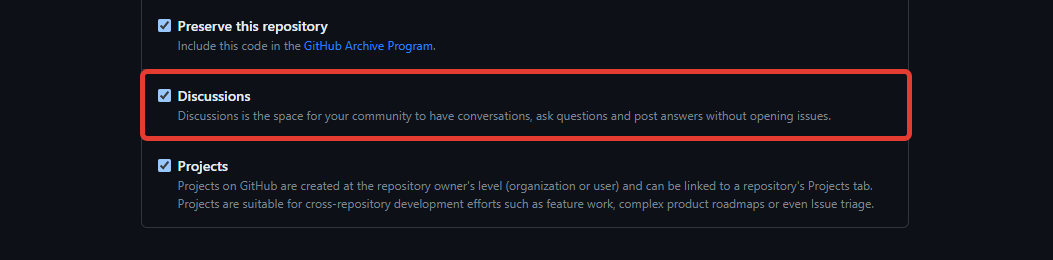 Preserve this repository
Include this code in the GitHub Archive Program.
Discussions
Discussions is the space for your community to have conversations, ask questions and post answers without opening issues.
Projects
Projects on GitHub are created at the repository owner's level (organization or user) and can be linked to a repository's Projects tab.
Projects are suitable for cross-repository development efforts such as feature work, complex product roadmaps or even Issue triage.